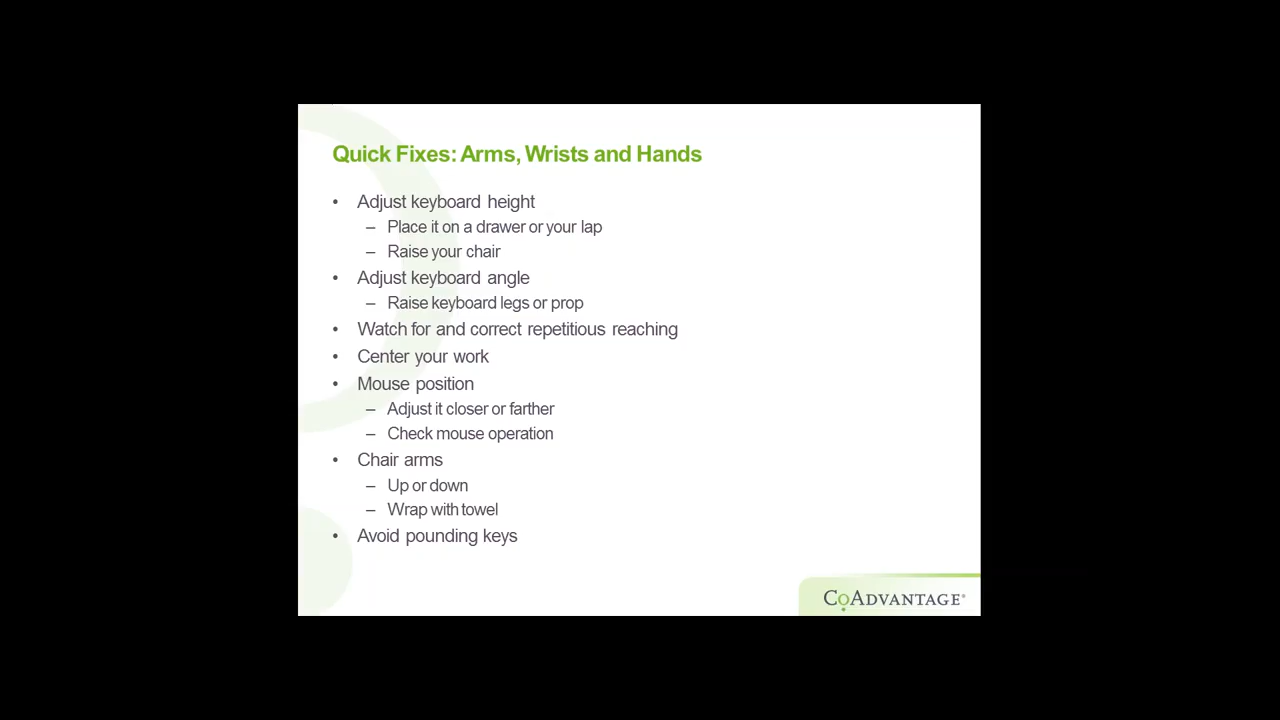 Quick Fixes: Arms, Wrists and Hands
• Adjust keyboard height
– Place it on a drawer or your lap
– Raise your chair
• Adjust keyboard angle
– Raise keyboard legs or prop
• Watch for and correct repetitious reaching
• Center your work
• Mouse position
– Adjust it closer or farther
– Check mouse operation
• Chair arms
– Up or down
– Wrap with towel
• Avoid pounding keys
CoAdvantage